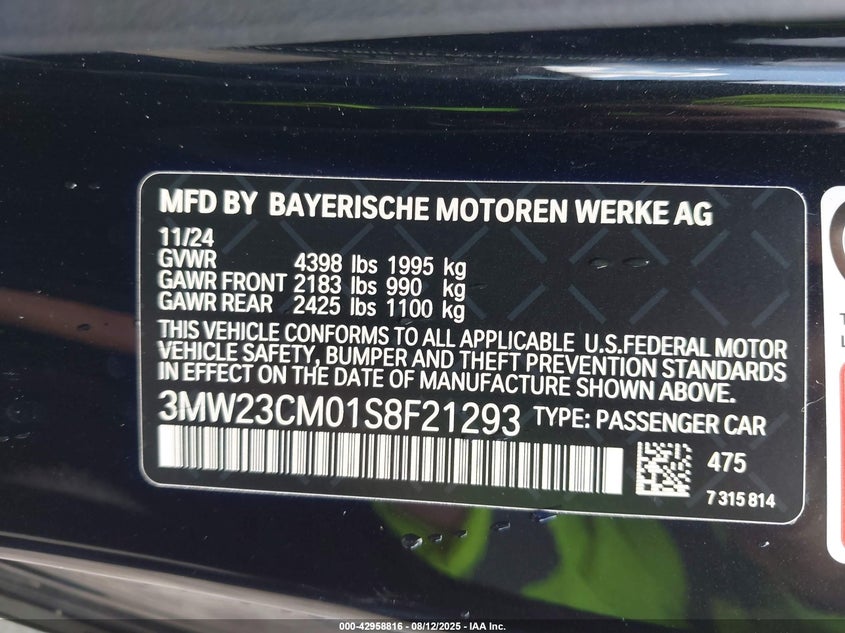 MFD BY BAYERISCHE MOTOREN WERKE AG
11/24
GVWR 4398 lbs 1995 kg
GAWR FRONT 2183 lbs 990 kg
GAWR REAR 2425 lbs 1100 kg
THIS VEHICLE CONFORMS TO ALL APPLICABLE U.S.FEDERAL MOTOR
VEHICLE SAFETY, BUMPER AND THEFT PREVENTION STANDARDS
IN EFFECT ON THE DATE OF MANUFACTURE SHOWN ABOVE.
3MW23CM01S8F21293 TYPE: PASSENGER CAR
475
7 315 814
000-42958816 - 08/12/2025 - IAA Inc.